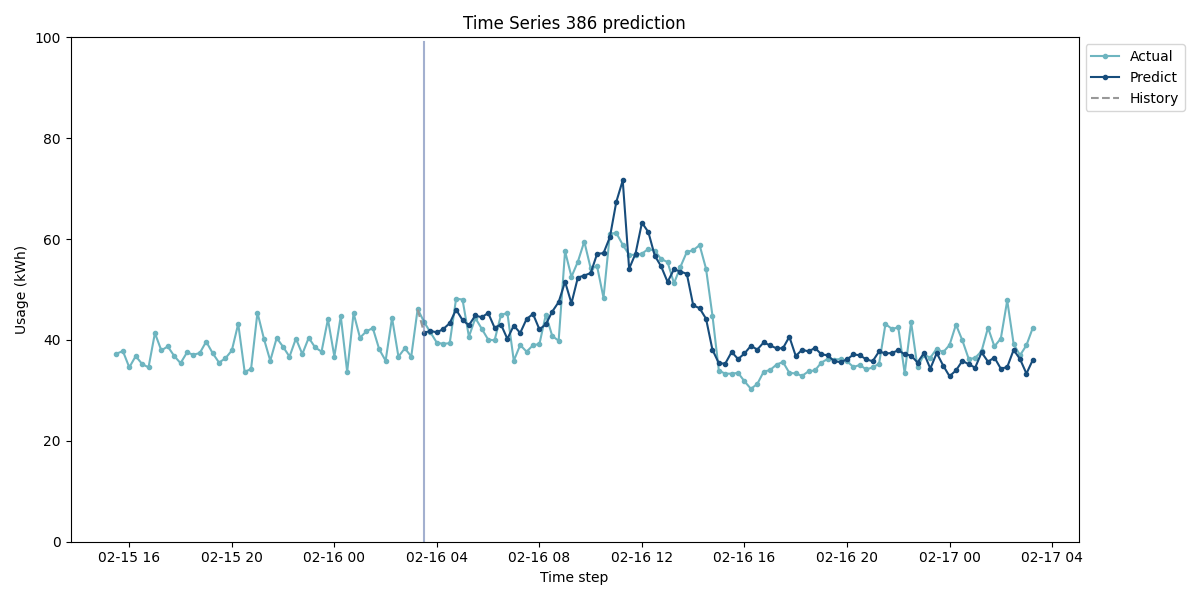 Time Series 386 prediction
100
80
60
40
20
0
Usage (kWh)
02-15 16
02-15 20
02-16 00
02-16 04
02-16 08
02-16 12
02-16 16
02-16 20
02-17 00
02-17 04
Time step
Actual
Predict
History